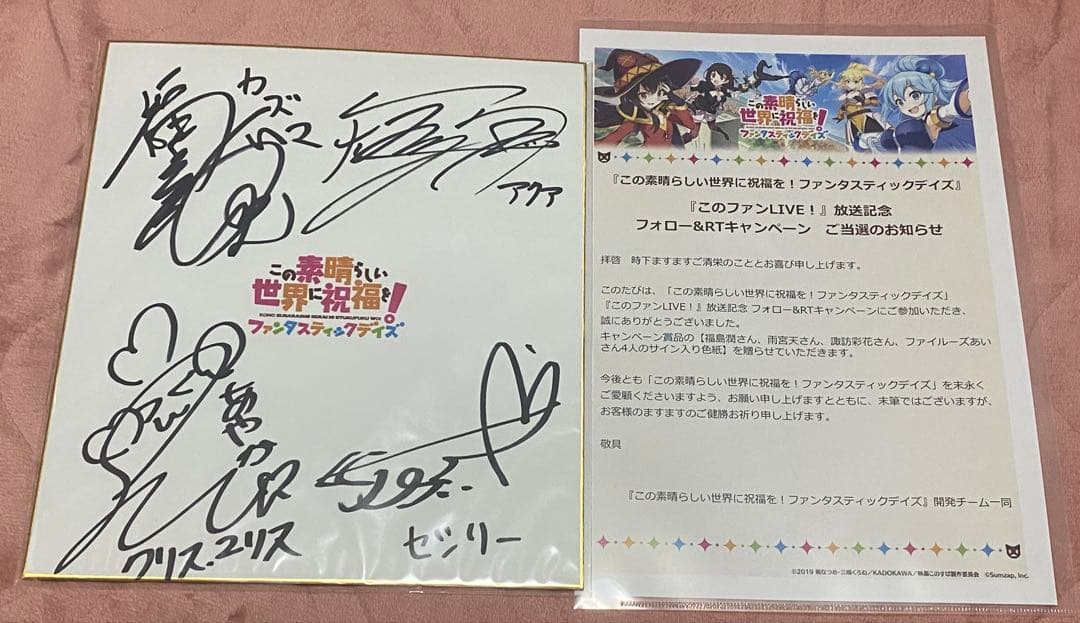 カズマ
アクア
この素晴らしい
世界に祝福を!
KONO SUBARASHII SEKAI NI SYUKUFUKU WO!
ファンタスティックデイズ
クリス・エリス
ゼンリー
この素晴らしい
世界に祝福を!
ファンタスティックデイズ
『この素晴らしい世界に祝福を!ファンタスティックデイズ』
『このファンLIVE!』放送記念
フォロー&RTキャンペーン ご当選のお知らせ
拝啓 時下ますますご清栄のこととお喜び申し上げます。
このたびは、「この素晴らしい世界に祝福を!ファンタスティックデイズ」
『このファンLIVE!』放送記念 フォロー&RTキャンペーンにご参加いただき、
誠にありがとうございました。
キャンペーン賞品の【福島潤さん、雨宮天さん、諏訪彩花さん、ファイルーズあい
さん4人のサイン入り色紙】を贈らせていただきます。
今後とも「この素晴らしい世界に祝福を!ファンタスティックデイズ」を末永く
ご愛顧くださいますよう、お願い申し上げますとともに、末筆ではございますが、
お客様のますますのご健勝お祈り申し上げます。
敬具
『この素晴らしい世界に祝福を!ファンタスティックデイズ』開発チーム一同
©2019 暁なつめ・三嶋くろね/KADOKAWA/映画このすば製作委員会 ©Sumzap, Inc.